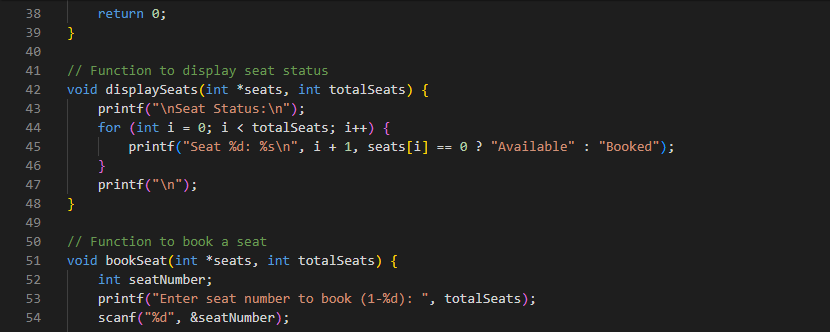 38 return 0;
39 }
40
41 // Function to display seat status
42 void displaySeats(int *seats, int totalSeats) {
43 printf("\nSeat Status:\n");
44 for (int i = 0; i < totalSeats; i++) {
45 printf("Seat %d: %s\n", i + 1, seats[i] == 0 ? "Available" : "Booked");
46 }
47 printf("\n");
48 }
49
50 // Function to book a seat
51 void bookSeat(int *seats, int totalSeats) {
52 int seatNumber;
53 printf("Enter seat number to book (1-%d): ", totalSeats);
54 scanf("%d", &seatNumber);